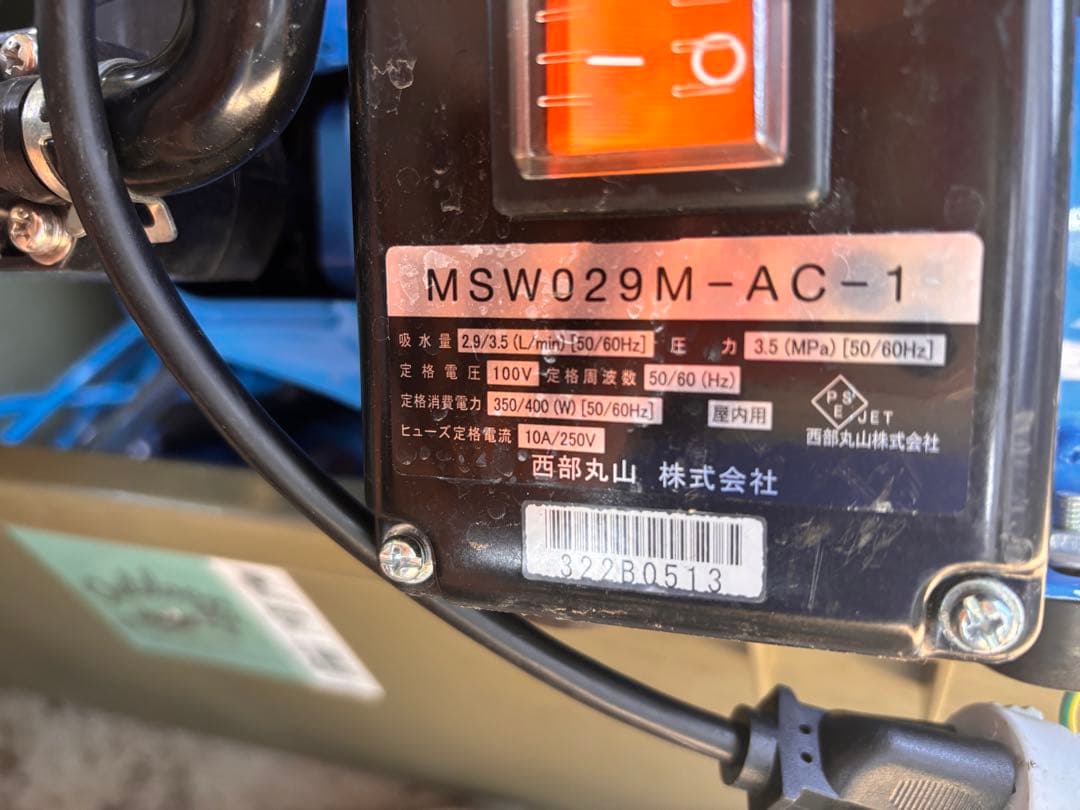 MSW029M-AC-1
吸水量 2.9/3.5(L/min)[50/60Hz] 圧力 3.5(MPa)[50/60Hz]
定格電圧 100V 定格周波数 50/60(Hz)
定格消費電力 350/400(W)[50/60Hz] 屋内用
ヒューズ定格電流 10A/250V
PSE JET
西部丸山株式会社
西部丸山 株式会社
322B0513